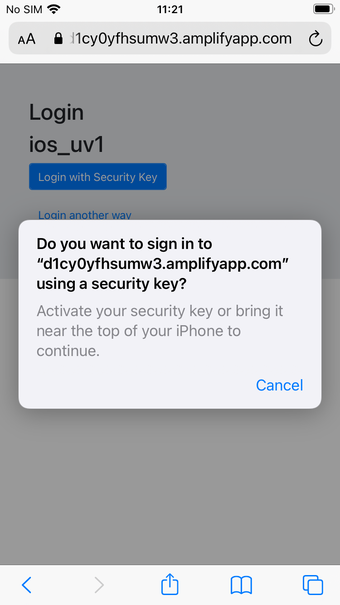 No SIM 11:21
AA d1cy0yfhsumw3.amplifyapp.com
Login
ios_uv1
Login with Security Key
Login another way
Do you want to sign in to
“d1cy0yfhsumw3.amplifyapp.com”
using a security key?
Activate your security key or bring it
near the top of your iPhone to
continue.
Cancel